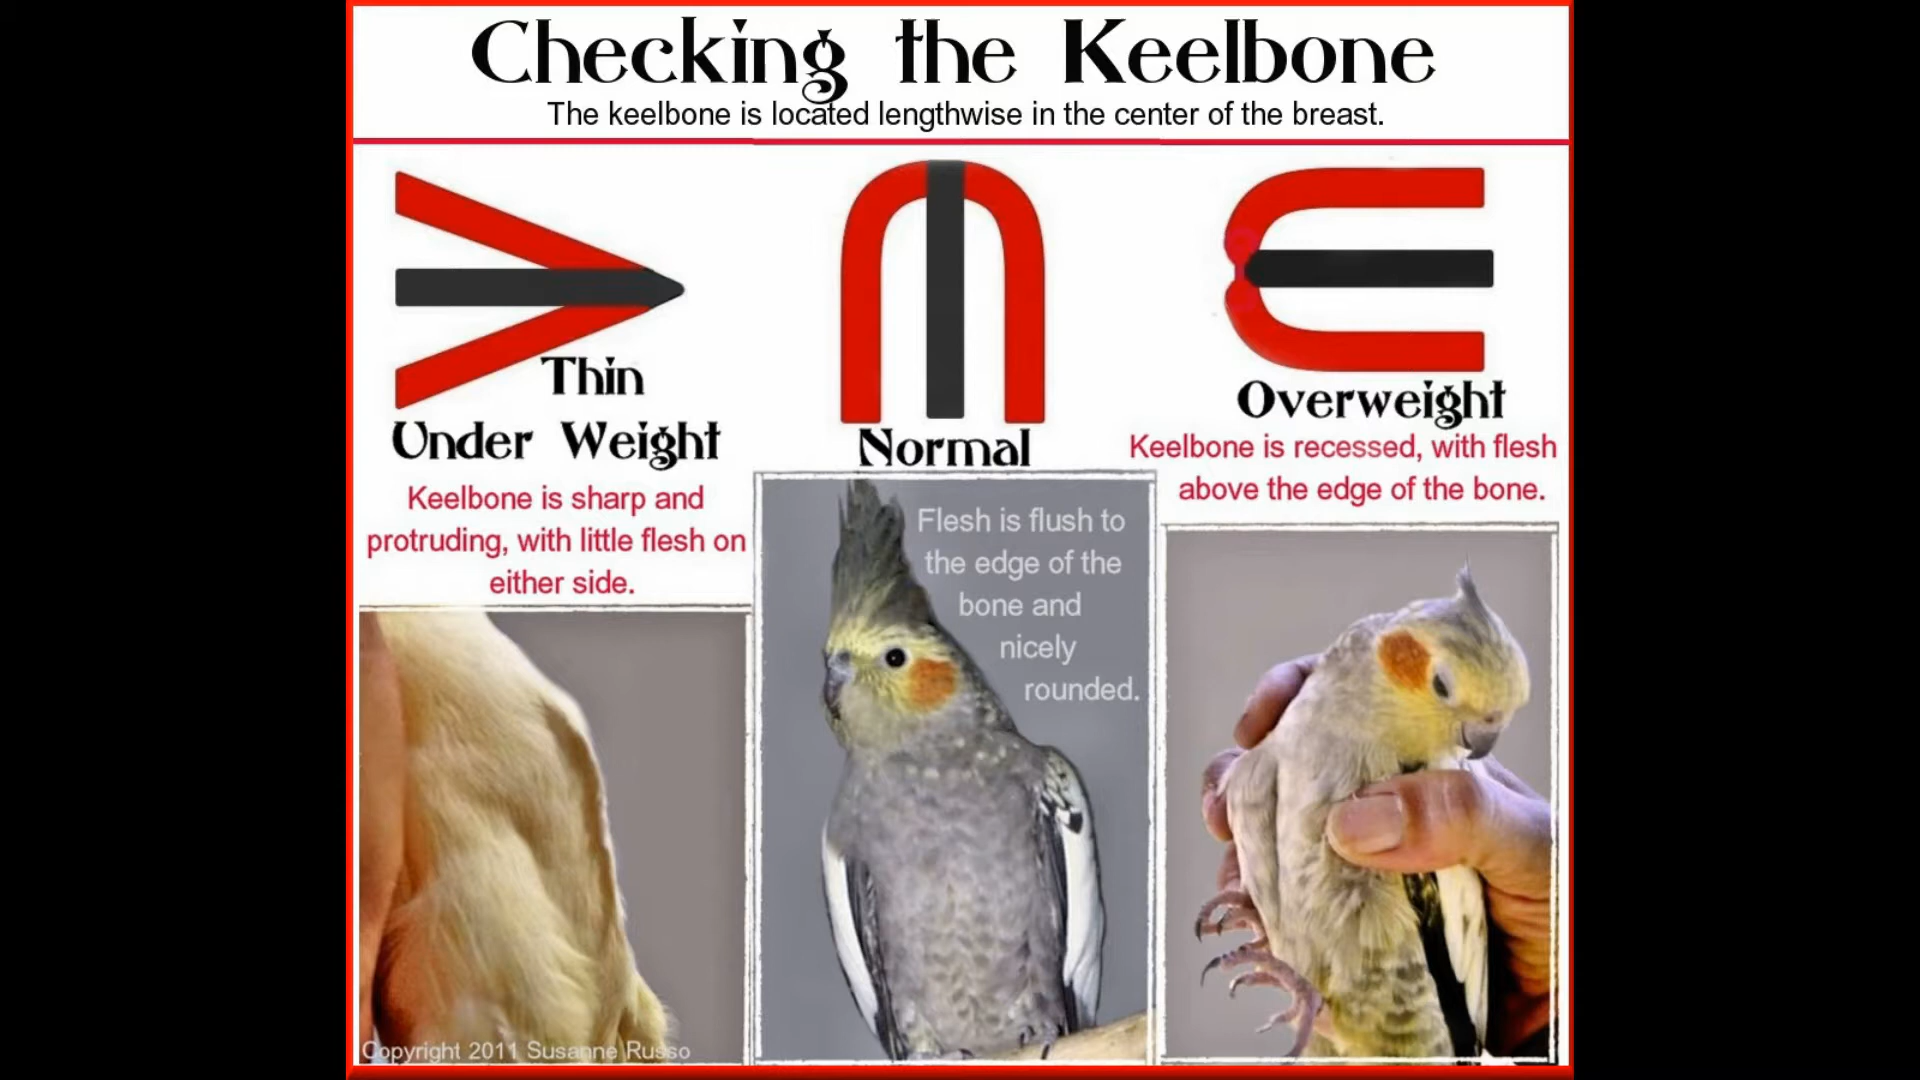 Checking the Keelbone
The keelbone is located lengthwise in the center of the breast.
Thin
Under Weight
Keelbone is sharp and
protruding, with little flesh on
either side.
Normal
Flesh is flush to
the edge of the
bone and
nicely
rounded.
Overweight
Keelbone is recessed, with flesh
above the edge of the bone.
Copyright 2011 Susanne Russo